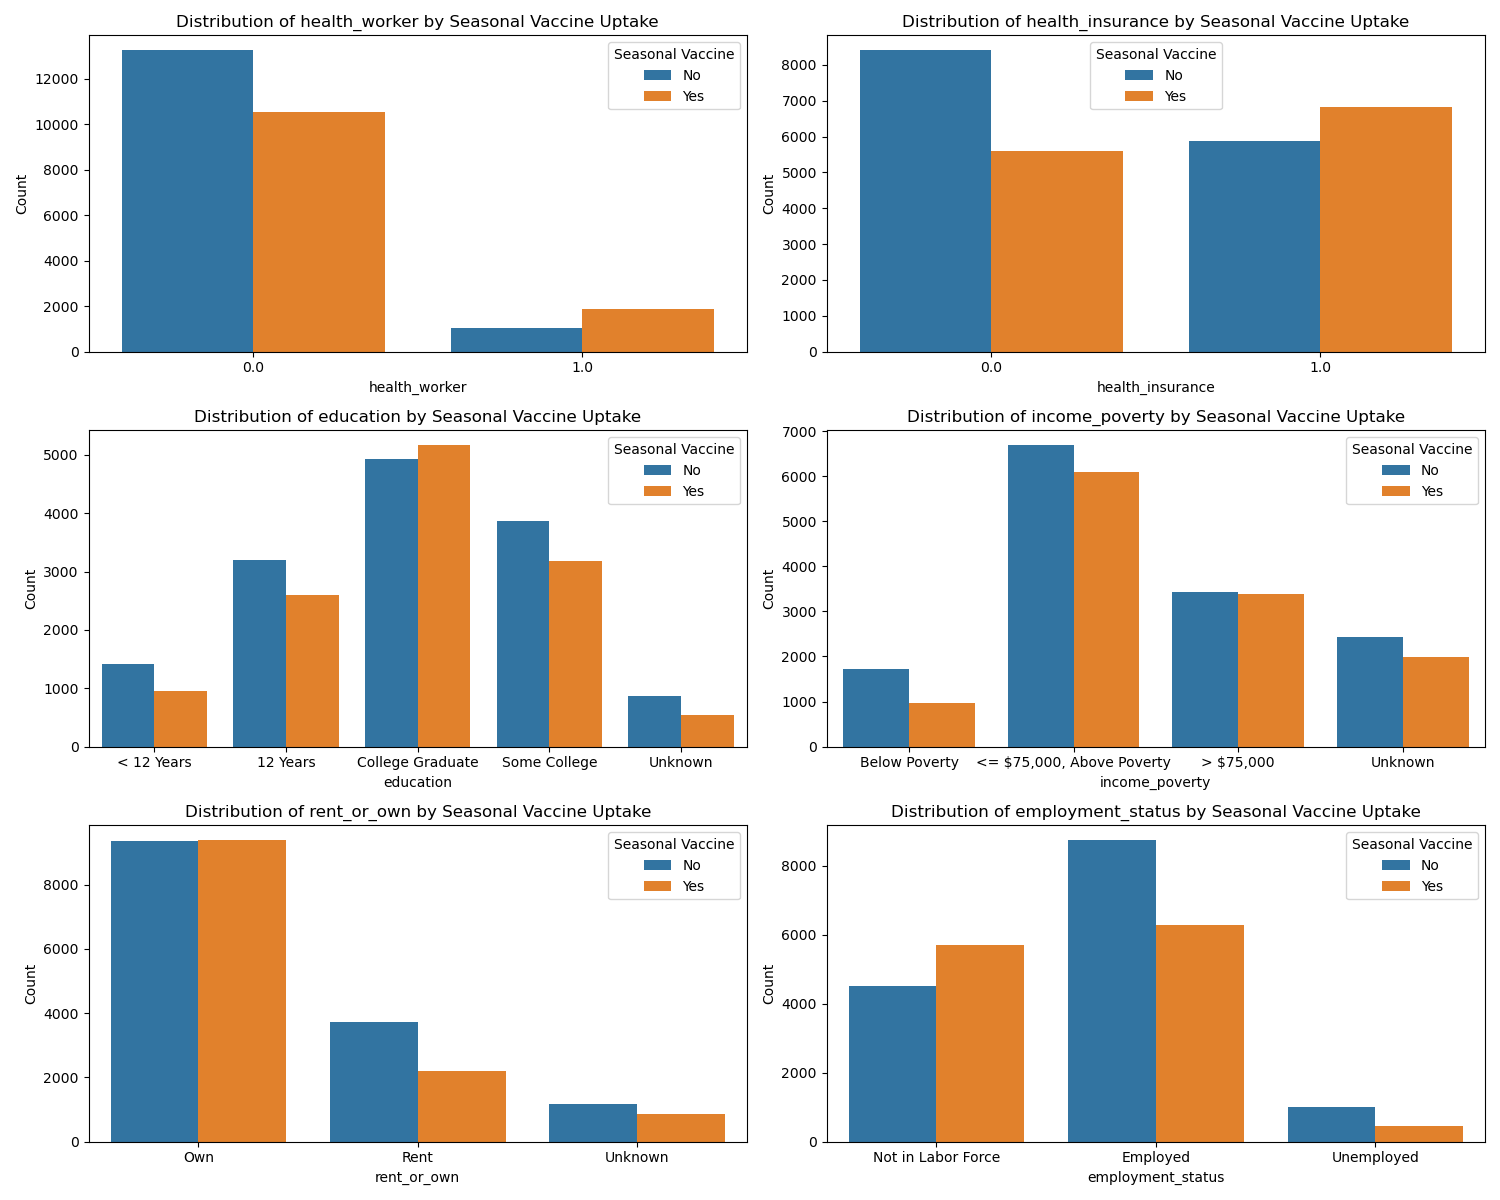 Distribution of health_worker by Seasonal Vaccine Uptake
Count
12000
10000
8000
6000
4000
2000
0
Seasonal Vaccine
No
Yes
0.0 1.0
health_worker
Distribution of health_insurance by Seasonal Vaccine Uptake
Count
8000
7000
6000
5000
4000
3000
2000
1000
0
Seasonal Vaccine
No
Yes
0.0 1.0
health_insurance
Distribution of education by Seasonal Vaccine Uptake
Count
5000
4000
3000
2000
1000
0
Seasonal Vaccine
No
Yes
< 12 Years 12 Years College Graduate Some College Unknown
education
Distribution of income_poverty by Seasonal Vaccine Uptake
Count
7000
6000
5000
4000
3000
2000
1000
0
Seasonal Vaccine
No
Yes
Below Poverty <= $75,000, Above Poverty > $75,000 Unknown
income_poverty
Distribution of rent_or_own by Seasonal Vaccine Uptake
Count
8000
6000
4000
2000
0
Seasonal Vaccine
No
Yes
Own Rent Unknown
rent_or_own
Distribution of employment_status by Seasonal Vaccine Uptake
Count
8000
6000
4000
2000
0
Seasonal Vaccine
No
Yes
Not in Labor Force Employed Unemployed
employment_status